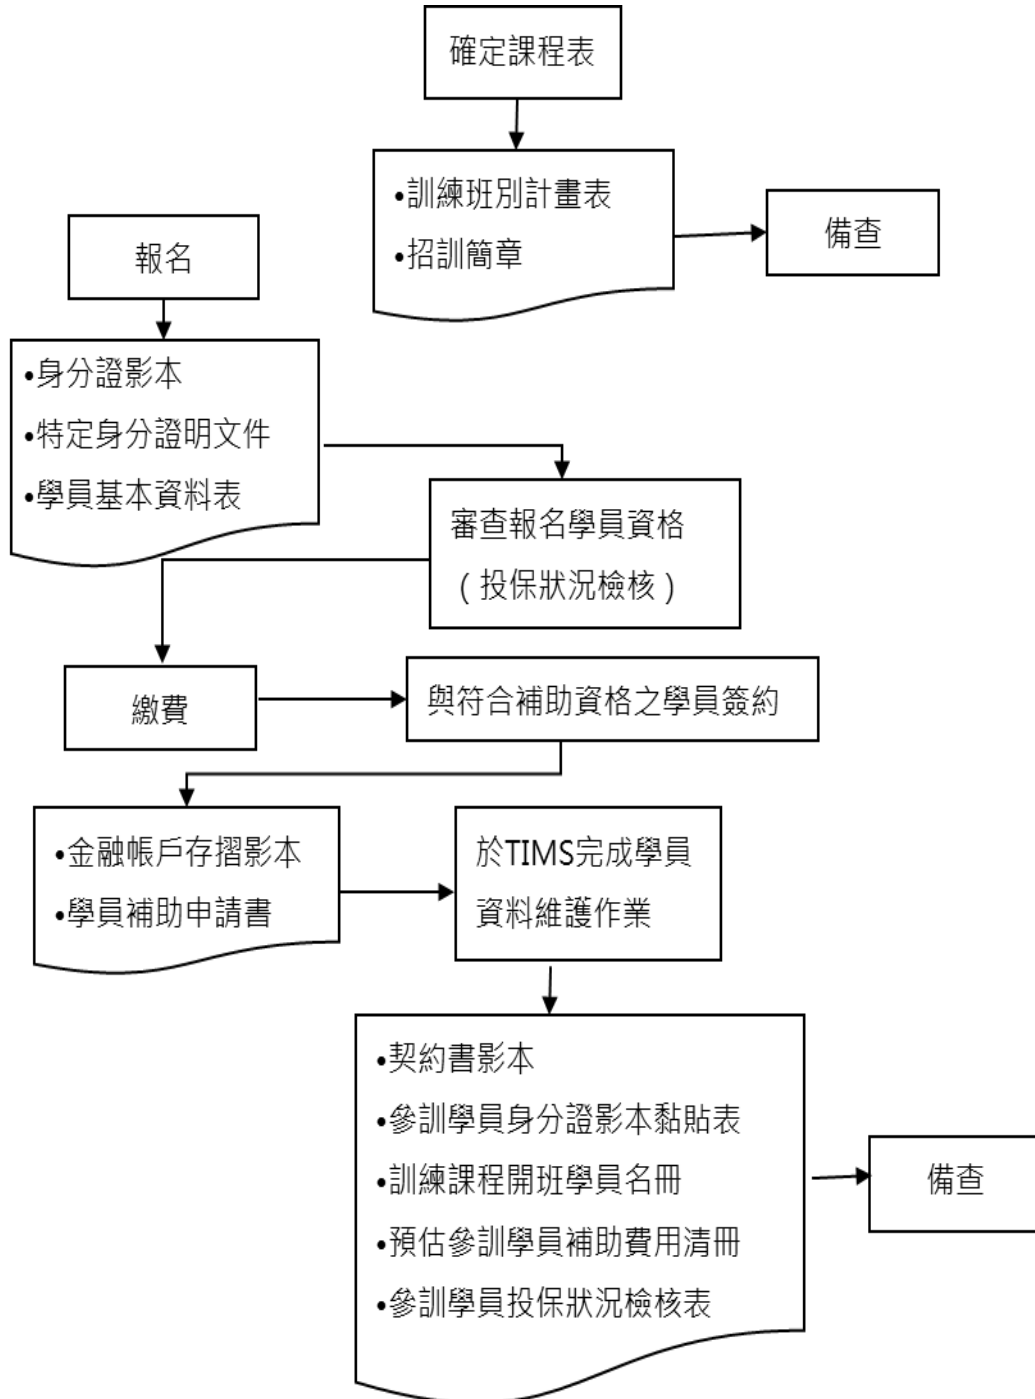 確定課程表
•訓練班別計畫表
•招訓簡章
備查
報名
•身分證影本
•特定身分證明文件
•學員基本資料表
審查報名學員資格
（投保狀況檢核）
繳費
與符合補助資格之學員簽約
•金融帳戶存摺影本
•學員補助申請書
於TIMS完成學員
資料維護作業
•契約書影本
•參訓學員身分證影本黏貼表
•訓練課程開班學員名冊
•預估參訓學員補助費用清冊
•參訓學員投保狀況檢核表
備查